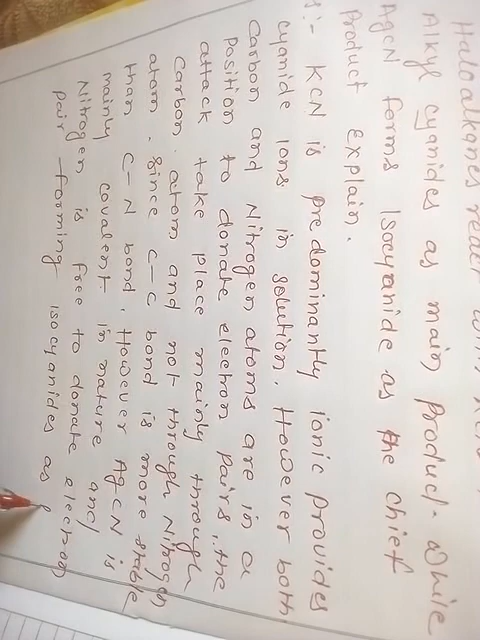 Haloalkanes react with KCN
Alkyl cyanides as main product. while
AgCN forms Isocyanide as the chief
product explain.
:- KCN is predominantly ionic provides
cyanide ions in solution. However both
Carbon and Nitrogen atoms are in a
position to donate electron pairs, the
attack take place mainly through
Carbon atom and not through Nitrogen
atom. Since C-C bond is more stable
than C-N bond. However AgCN is
mainly covalent in nature and
Nitrogen is free to donate electron
pair forming isocyanides as